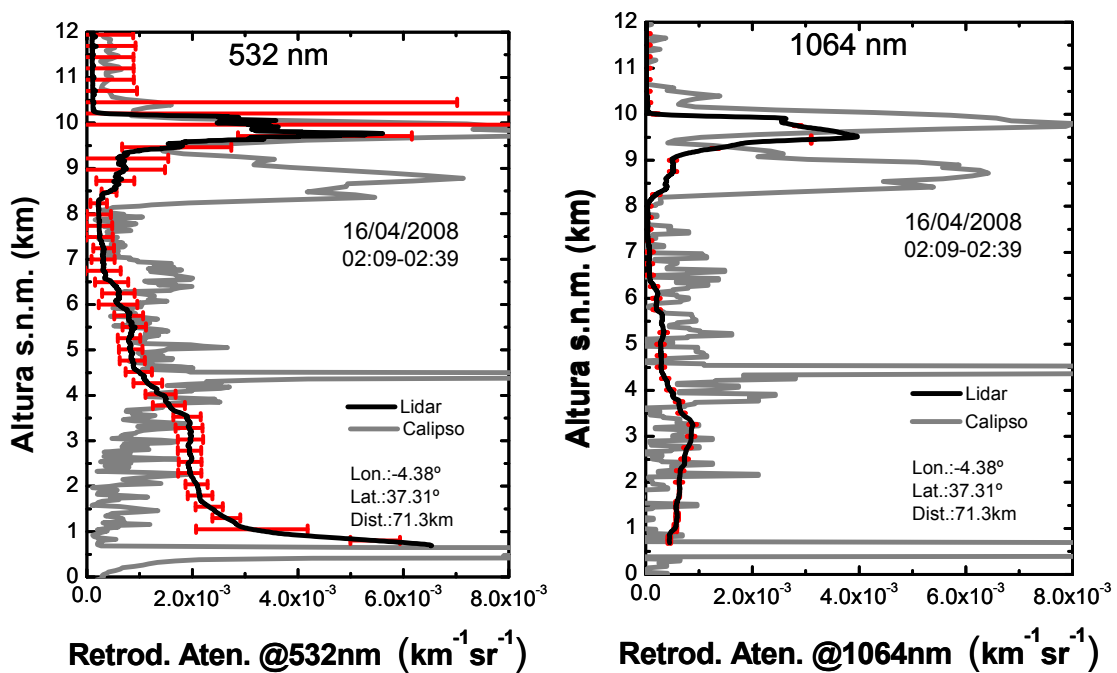 532 nm
12
11
10
9
8
7
6
5
4
3
2
1
0
Altura s.n.m. (km)
16/04/2008
02:09-02:39
Lidar
Calipso
Lon.:-4.38º
Lat.:37.31º
Dist.:71.3km
0.0 2.0x10⁻³ 4.0x10⁻³ 6.0x10⁻³ 8.0x10⁻³
Retrod. Aten. @532nm (km⁻¹sr⁻¹)
1064 nm
12
11
10
9
8
7
6
5
4
3
2
1
0
Altura s.n.m. (km)
16/04/2008
02:09-02:39
Lidar
Calipso
Lon.:-4.38º
Lat.:37.31º
Dist.:71.3km
0.0 2.0x10⁻³ 4.0x10⁻³ 6.0x10⁻³ 8.0x10⁻³
Retrod. Aten. @1064nm (km⁻¹sr⁻¹)